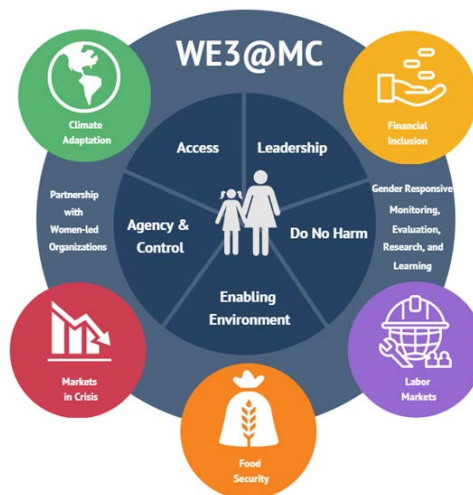 WE3@MC
Climate
Adaptation
Financial
Inclusion
Access
Leadership
Partnership
with
Women-led
Organizations
Agency &
Control
Do No Harm
Gender Responsive
Monitoring,
Evaluation,
Research, and
Learning
Enabling
Environment
Markets
in Crisis
Labor
Markets
Food
Security